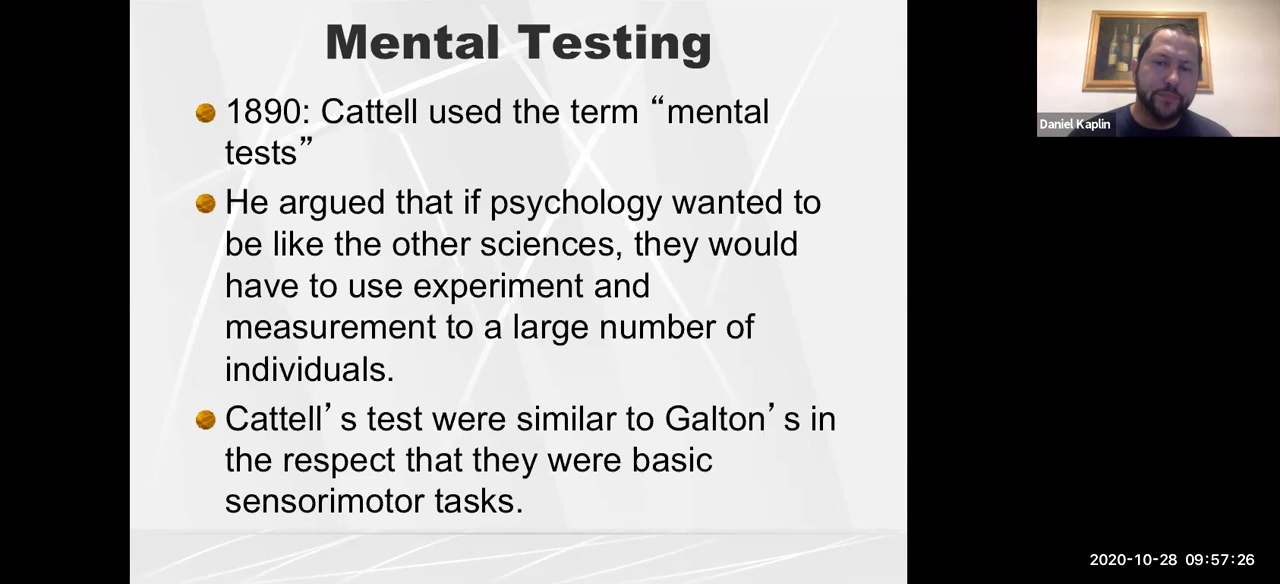 Mental Testing
1890: Cattell used the term “mental
tests”
He argued that if psychology wanted to
be like the other sciences, they would
have to use experiment and
measurement to a large number of
individuals.
Cattell’s test were similar to Galton’s in
the respect that they were basic
sensorimotor tasks.
Daniel Kaplin
2020-10-28 09:57:26